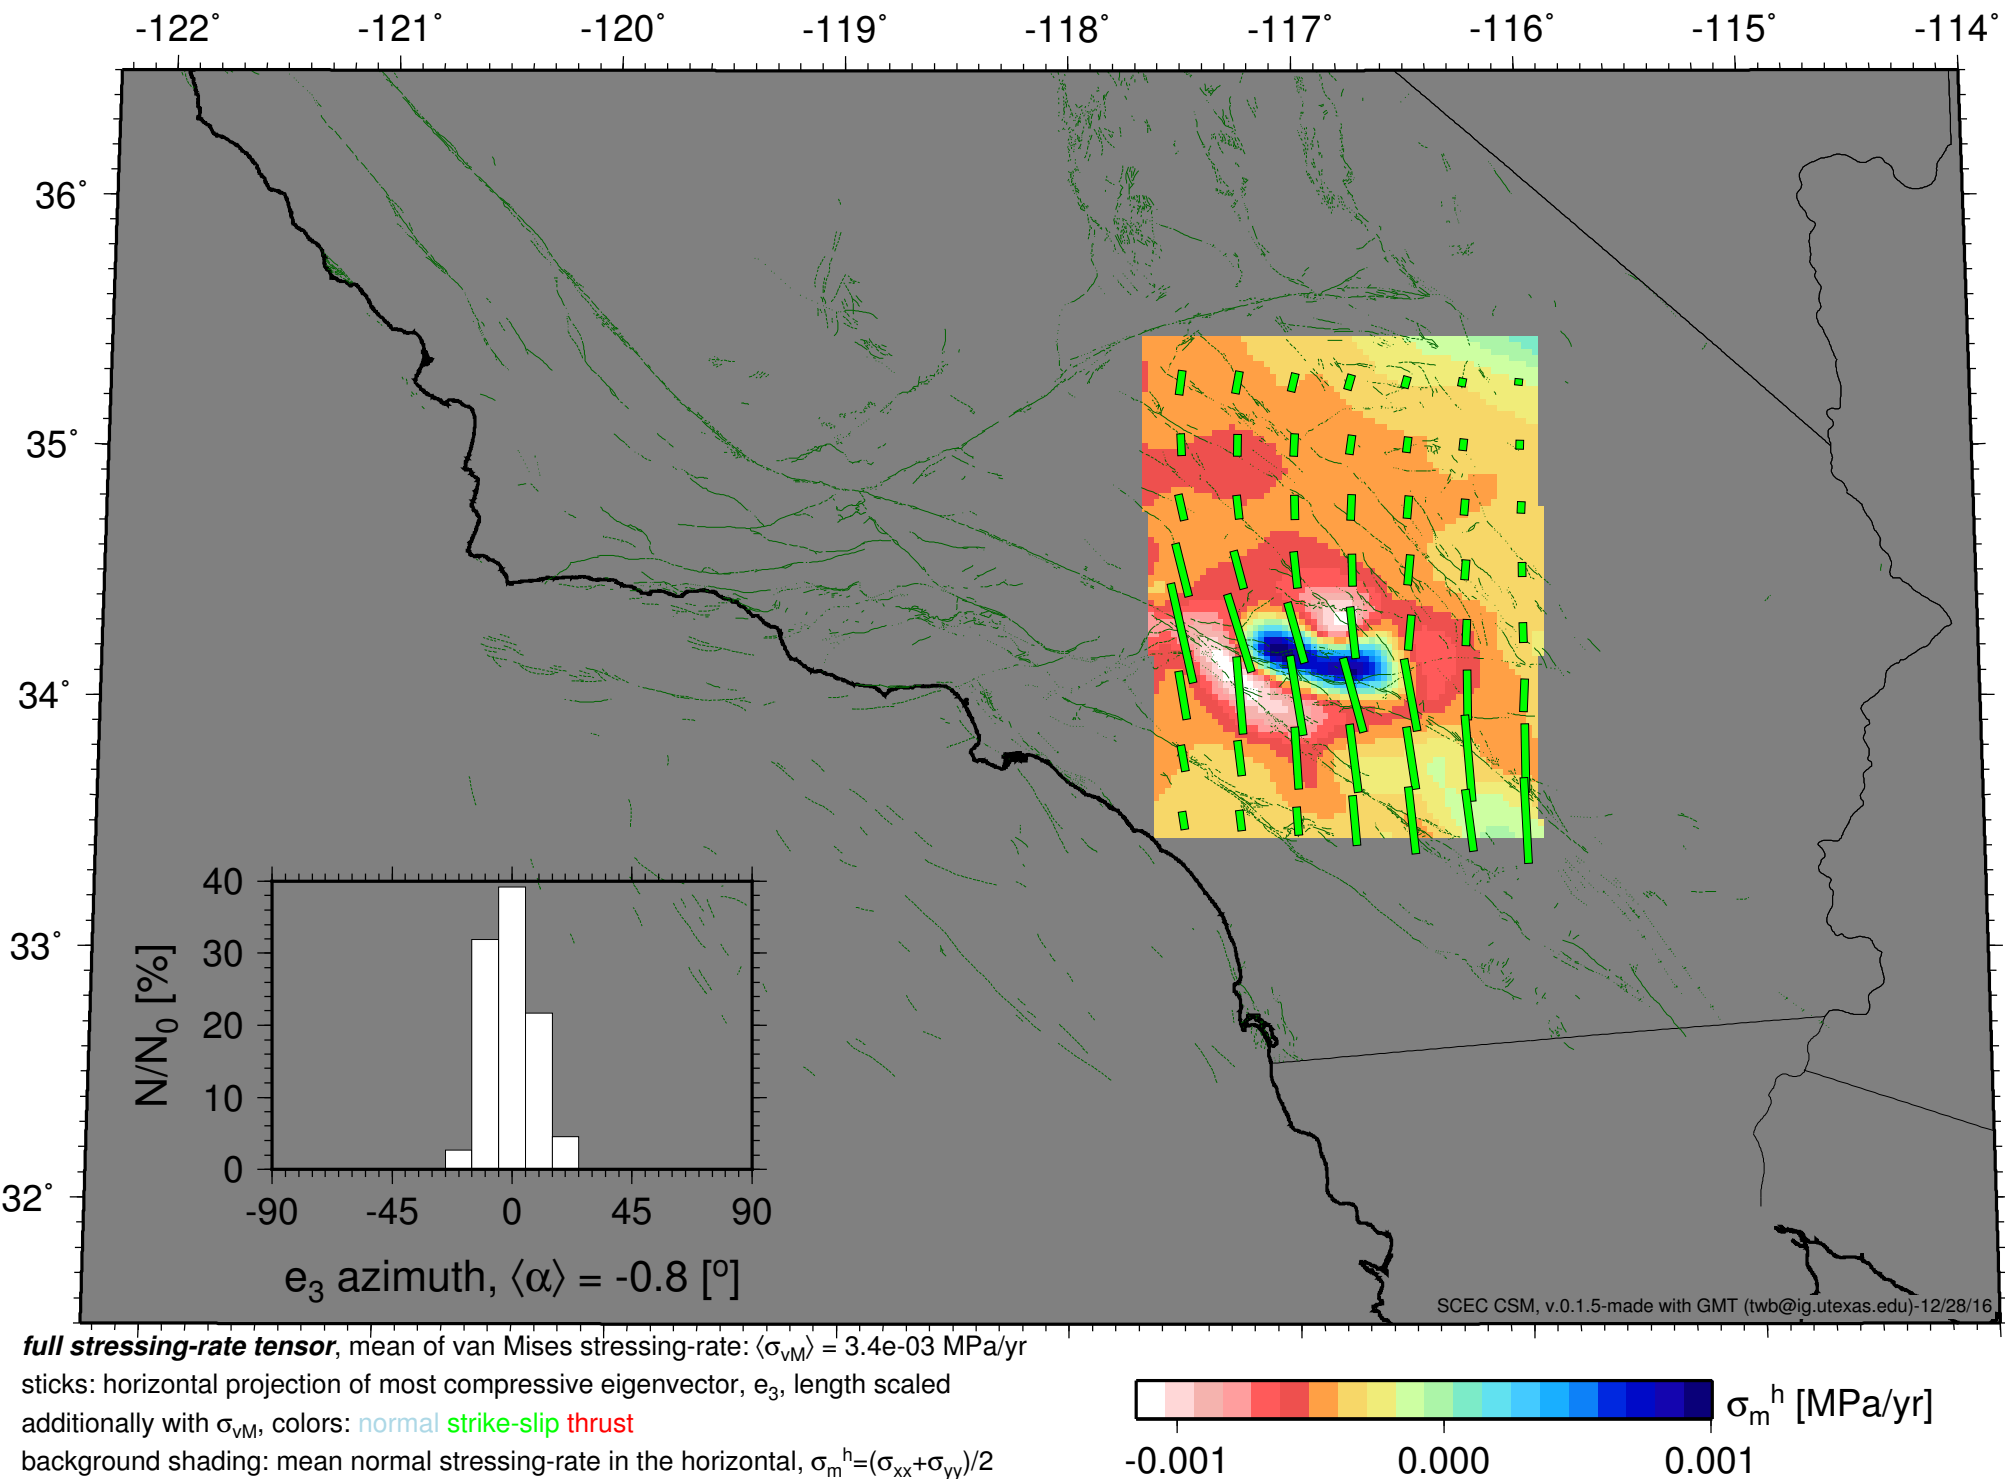 -122° -121° -120° -119° -118° -117° -116° -115° -114°
36°
35°
34°
33°
32°
40
30
20
10
0
N/N0 [%]
-90 -45 0 45 90
e3 azimuth, ⟨α⟩ = -0.8 [º]
SCEC CSM, v.0.1.5-made with GMT (twb@ig.utexas.edu)-12/28/16
full stressing-rate tensor, mean of van Mises stressing-rate: ⟨σvM⟩ = 3.4e-03 MPa/yr
sticks: horizontal projection of most compressive eigenvector, e3, length scaled
additionally with σvM, colors: normal strike-slip thrust
background shading: mean normal stressing-rate in the horizontal, σm^h=(σxx+σyy)/2
σm^h [MPa/yr]
-0.001 0.000 0.001